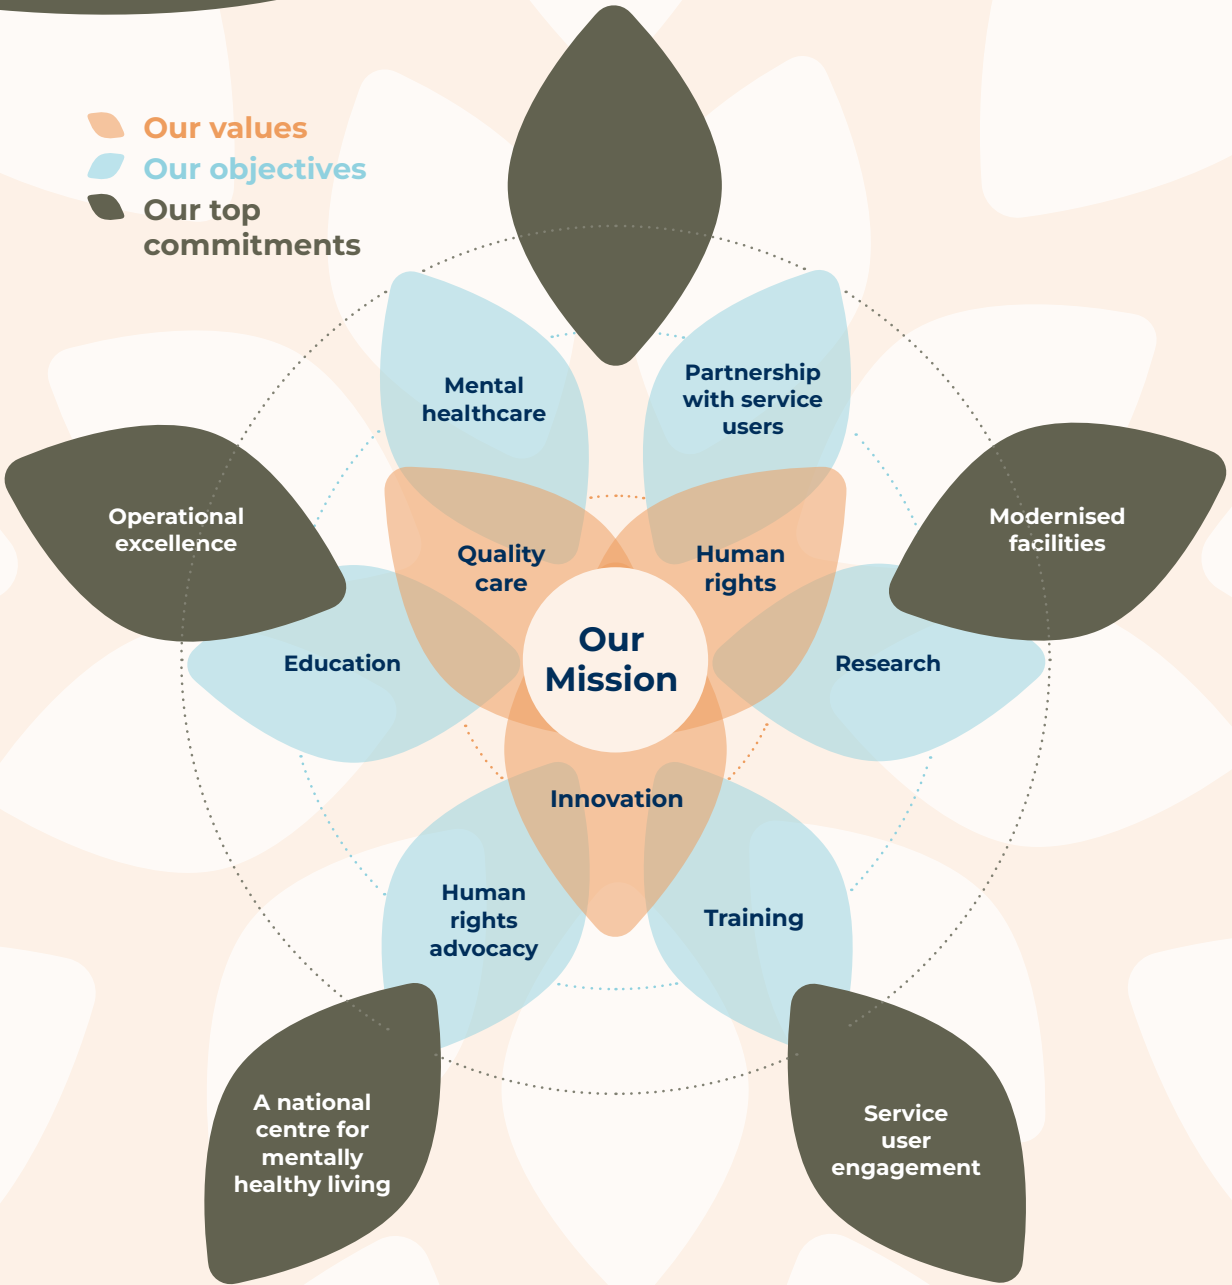 Our values
Our objectives
Our top
commitments
Mental
healthcare
Partnership
with service
users
Operational
excellence
Modernised
facilities
Quality
care
Human
rights
Our
Mission
Education
Research
Innovation
Human
rights
advocacy
Training
A national
centre for
mentally
healthy living
Service
user
engagement